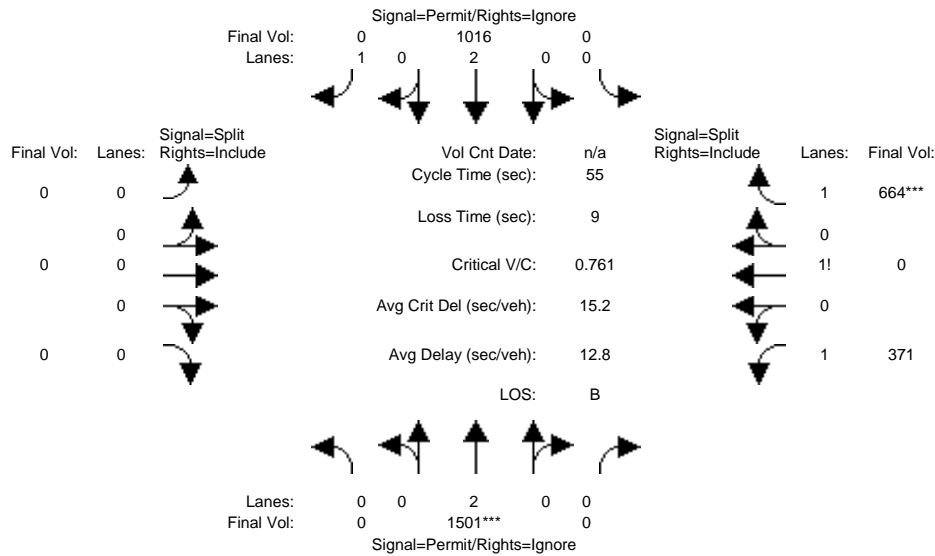 Signal=Permit/Rights=Ignore
Final Vol: 0 1016 0
Lanes: 1 0 2 0 0
Signal=Split Signal=Split
Final Vol: Lanes: Rights=Include Vol Cnt Date: n/a Rights=Include Lanes: Final Vol:
Cycle Time (sec): 55
0 0 1 664***
Loss Time (sec): 9
0 0
0 0 Critical V/C: 0.761 1! 0
0 Avg Crit Del (sec/veh): 15.2 0
0 0 Avg Delay (sec/veh): 12.8 1 371
LOS: B
Lanes: 0 0 2 0 0
Final Vol: 0 1501*** 0
Signal=Permit/Rights=Ignore